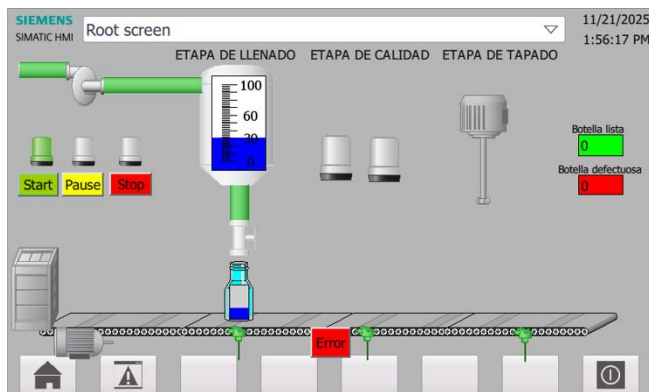 SIEMENS
SIMATIC HMI
Root screen
11/21/2025
1:56:17 PM
ETAPA DE LLENADO
ETAPA DE CALIDAD
ETAPA DE TAPADO
100
60
30
0
Start
Pause
Stop
Botella lista
0
Botella defectuosa
0
Error